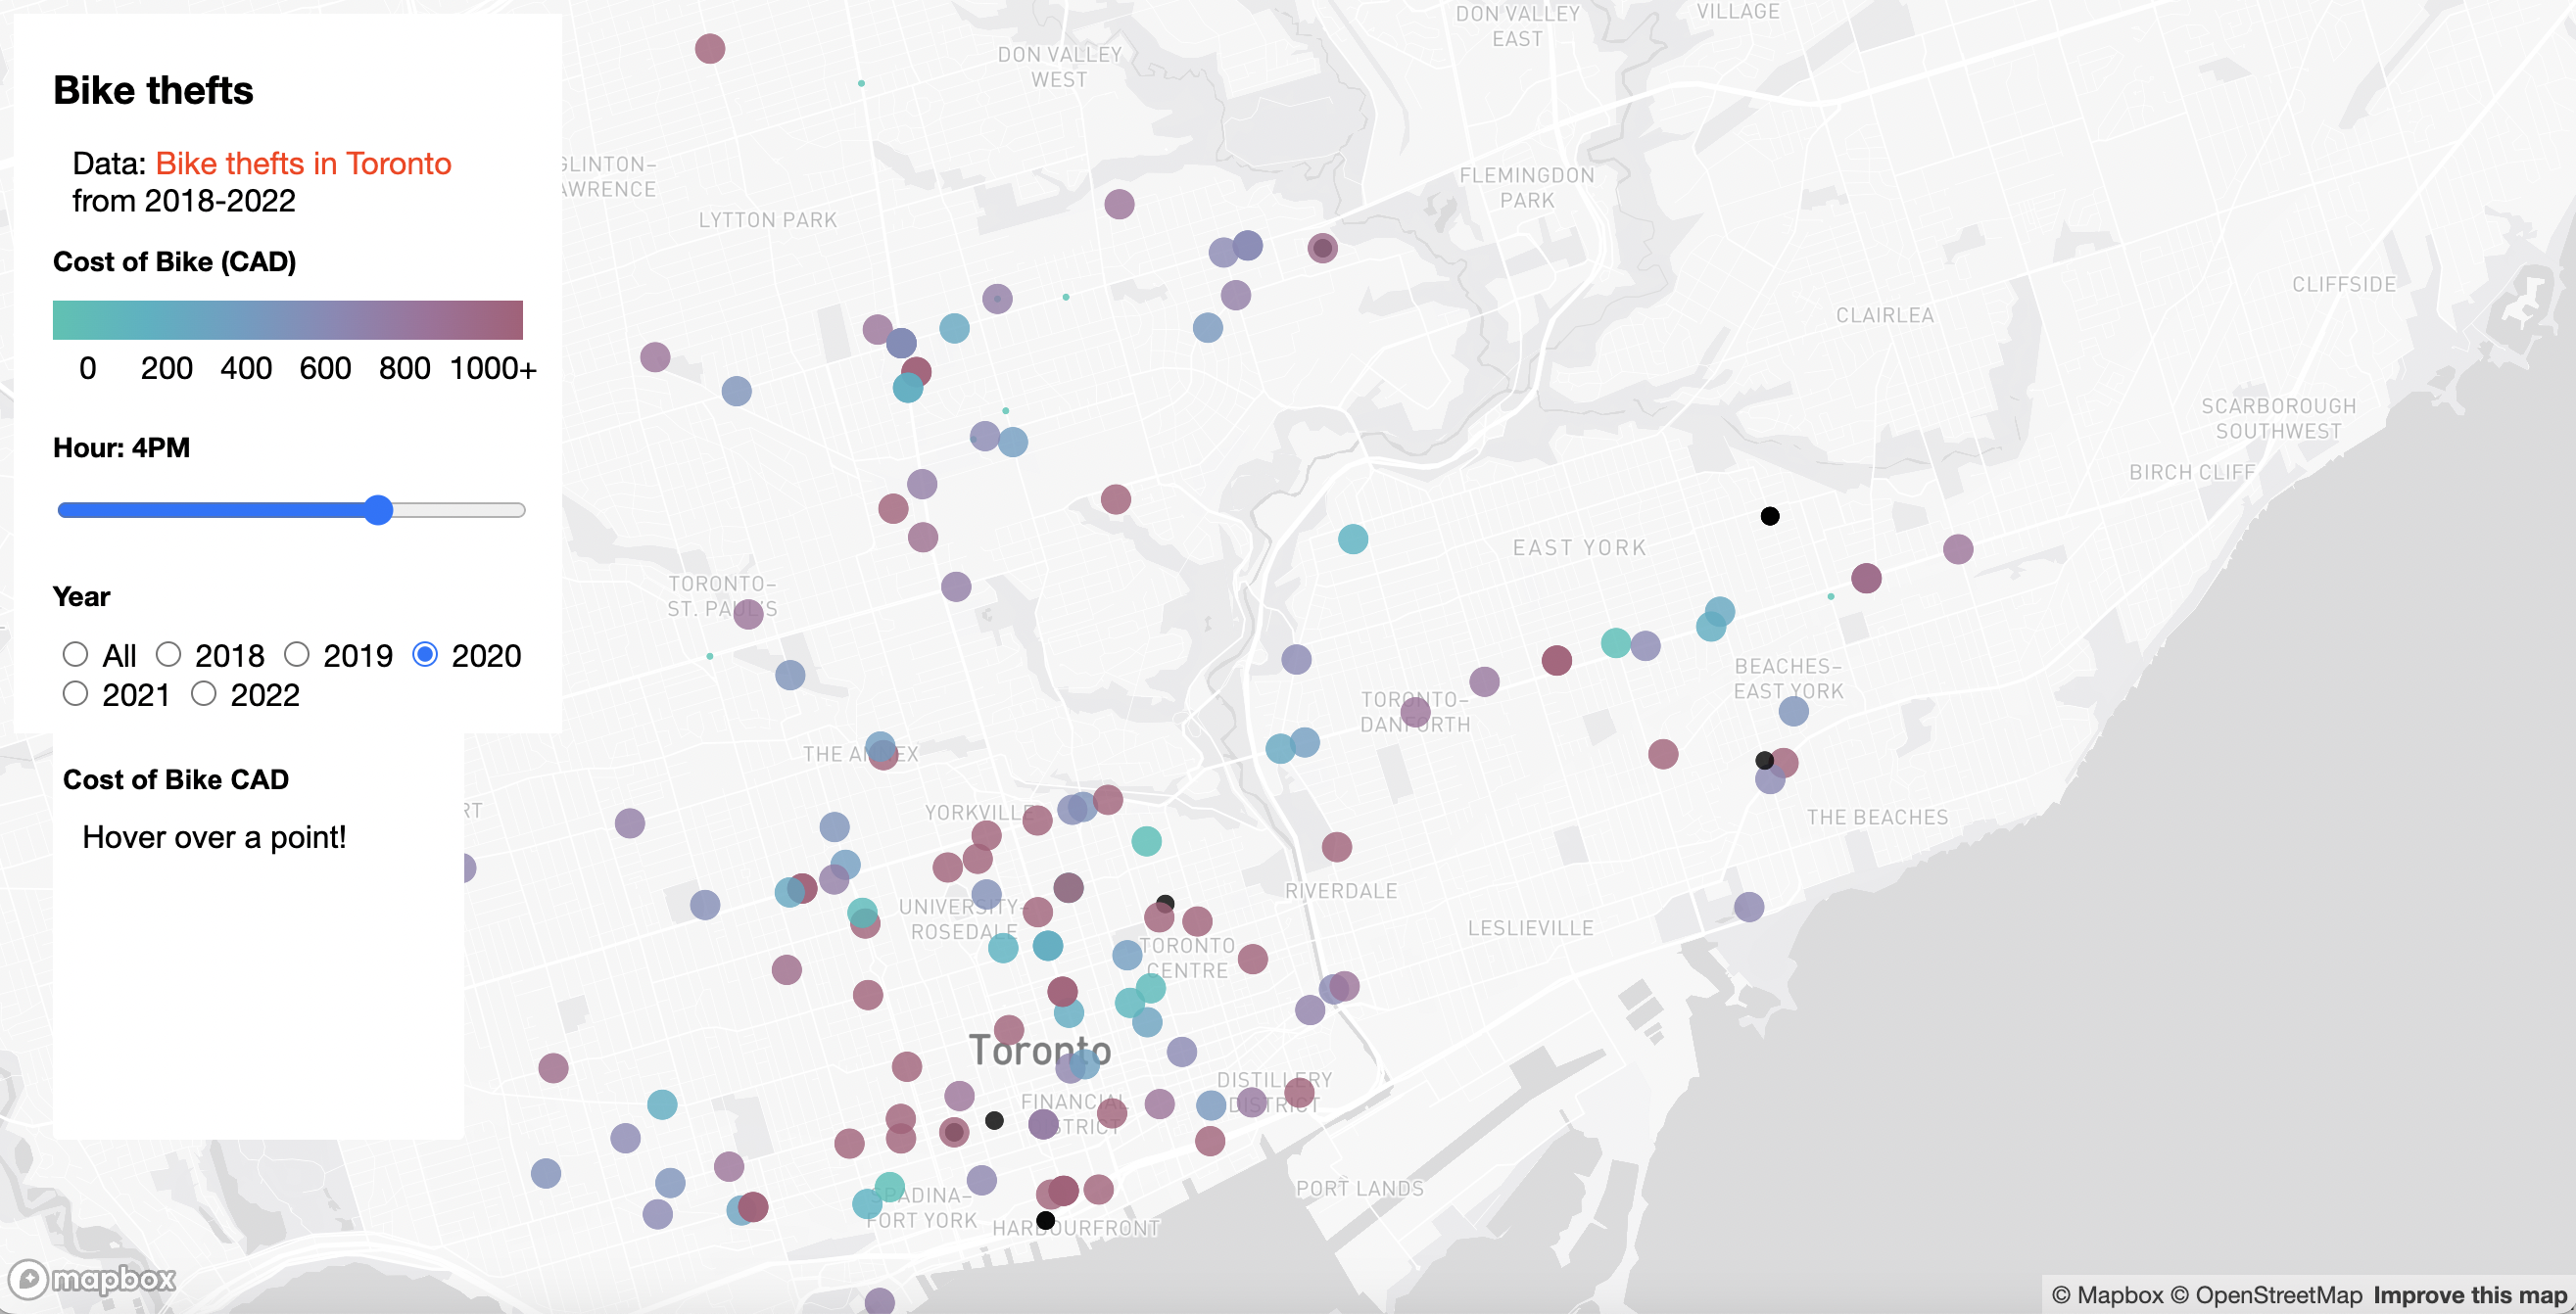 Bike thefts
Data: Bike thefts in Toronto
from 2018-2022
Cost of Bike (CAD)
0 200 400 600 800 1000+
Hour: 4PM
Year
All 2018 2019 2020
2021 2022
Cost of Bike CAD
Hover over a point!
DON VALLEY
WEST
DON VALLEY
EAST
VILLAGE
GLINTON–
AWRENCE
LYTTON PARK
FLEMINGDON
PARK
CLIFFSIDE
CLAIRLEA
SCARBOROUGH
SOUTHWEST
BIRCH CLIFF
EAST YORK
TORONTO–
ST. PAUL'S
BEACHES–
EAST YORK
TORONTO–
DANFORTH
THE ANNEX
RT
YORKVILLE
THE BEACHES
RIVERDALE
UNIVERSITY–
ROSEDALE
LESLIEVILLE
TORONTO
CENTRE
Toronto
DISTILLERY
DISTRICT
FINANCIAL
DISTRICT
SPADINA–
FORT YORK
HARBOURFRONT
PORT LANDS
mapbox
© Mapbox © OpenStreetMap Improve this map